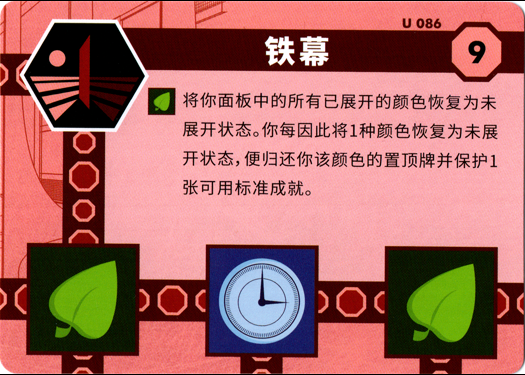 U 086
铁幕
9
将你面板中的所有已展开的颜色恢复为未
展开状态。你每因此将1种颜色恢复为未展
开状态，便归还你该颜色的置顶牌并保护1
张可用标准成就。